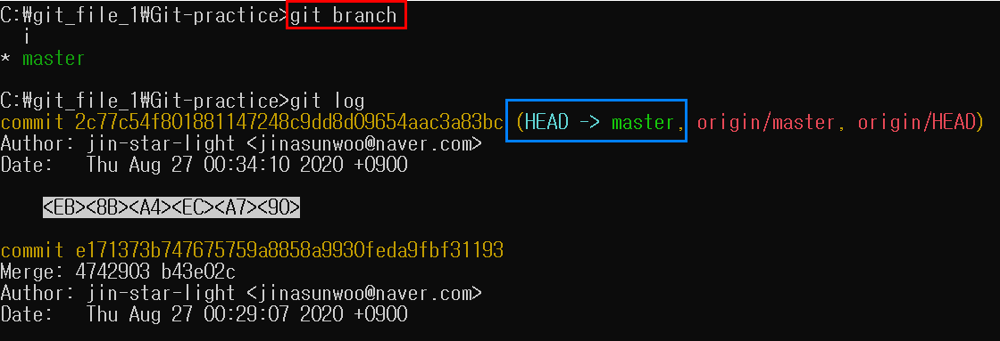 C:\git_file_1\Git-practice>git branch
i
* master
C:\git_file_1\Git-practice>git log
commit 2c77c54f801881147248c9dd8d09654aac3a83bc (HEAD -> master, origin/master, origin/HEAD)
Author: jin-star-light <jinasunwoo@naver.com>
Date:   Thu Aug 27 00:34:10 2020 +0900
<EB><8B><A4><EC><A7><90>
commit e171373b747675759a8858a9930feda9fbf31193
Merge: 4742903 b43e02c
Author: jin-star-light <jinasunwoo@naver.com>
Date:   Thu Aug 27 00:29:07 2020 +0900